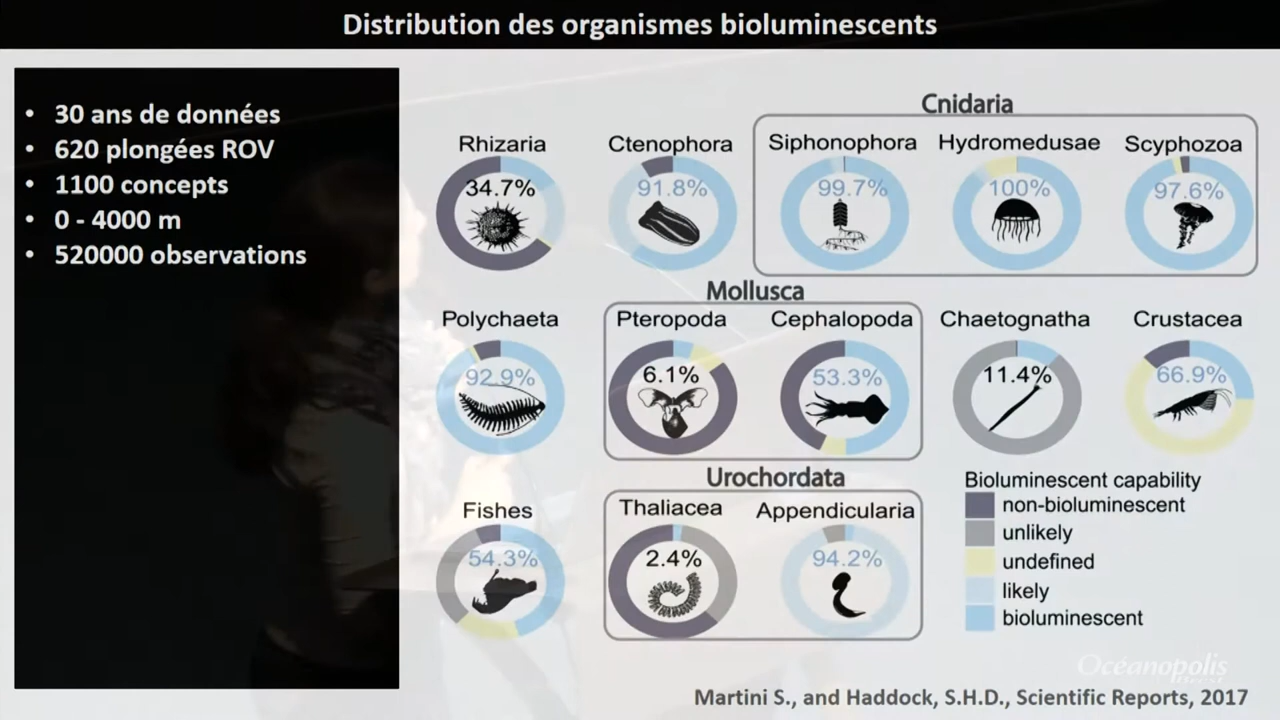 Distribution des organismes bioluminescents
• 30 ans de données
• 620 plongées ROV
• 1100 concepts
• 0 - 4000 m
• 520000 observations
Cnidaria
Rhizaria
Ctenophora
Siphonophora
Hydromedusae
Scyphozoa
34.7%
91.8%
99.7%
100%
97.6%
Mollusca
Polychaeta
Pteropoda
Cephalopoda
Chaetognatha
Crustacea
92.9%
6.1%
53.3%
11.4%
66.9%
Urochordata
Fishes
Thaliacea
Appendicularia
54.3%
2.4%
94.2%
Bioluminescent capability
non-bioluminescent
unlikely
undefined
likely
bioluminescent
Océanopolis
Martini S., and Haddock, S.H.D., Scientific Reports, 2017